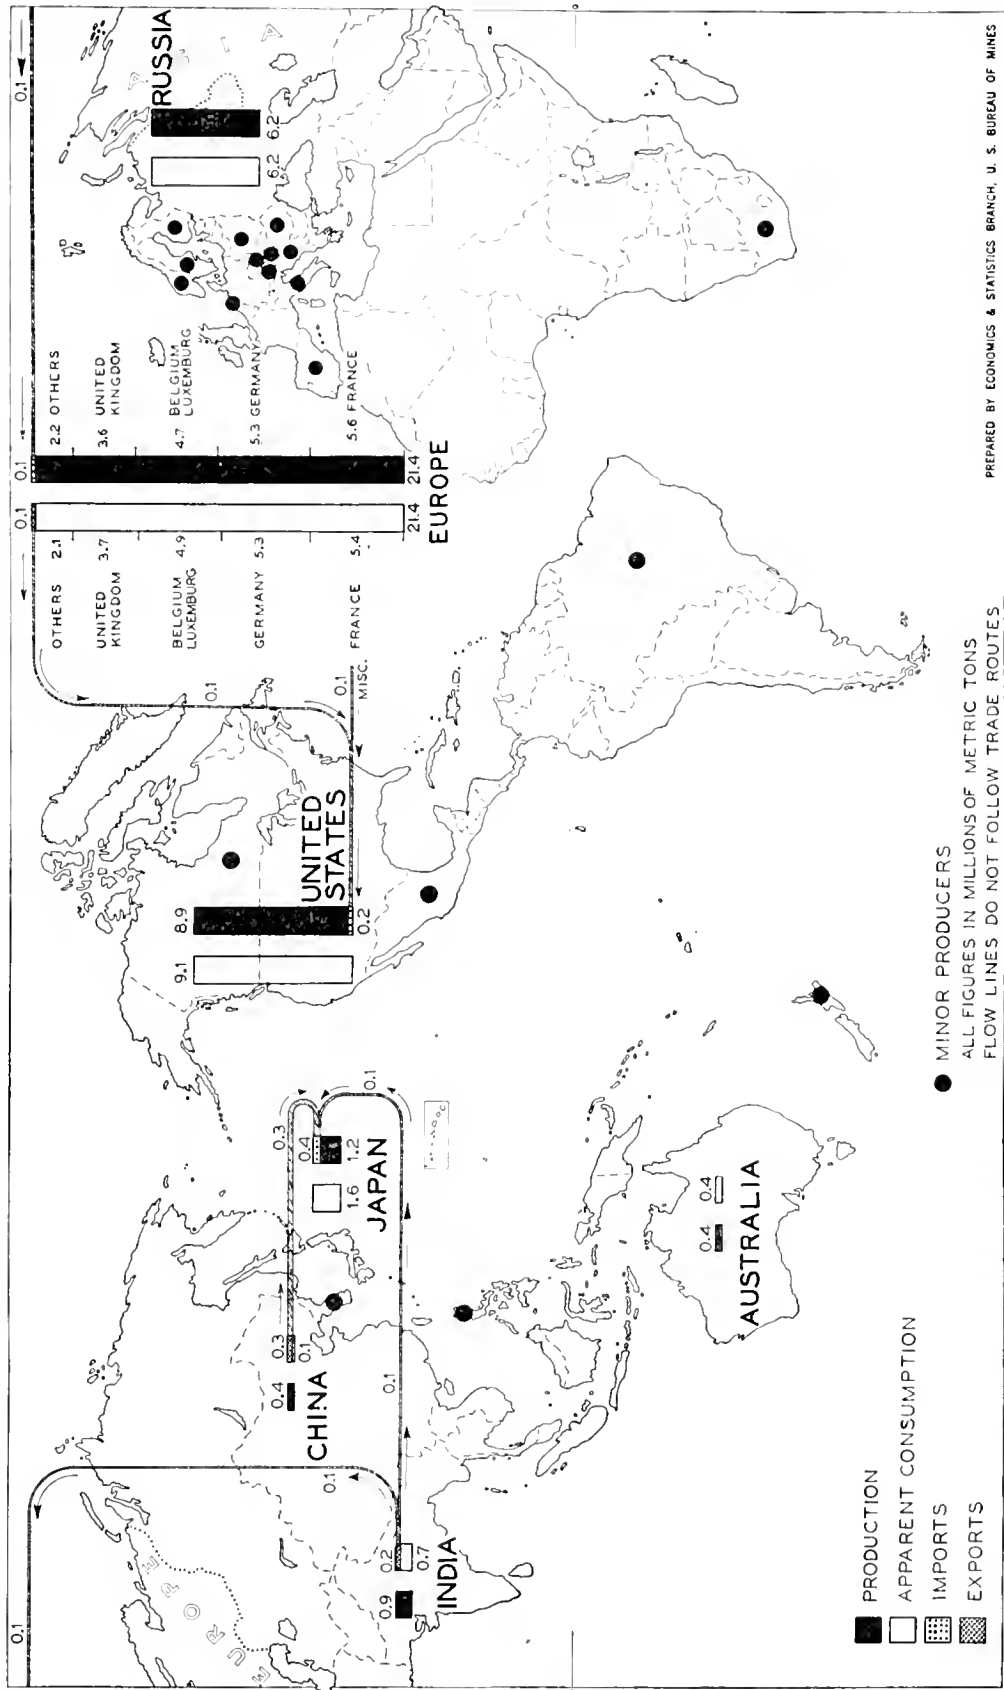 0.1
0.1
0.1
0.1
0.1
OTHERS 2.1
UNITED
KINGDOM 3.7
BELGIUM
LUXEMBURG 4.9
GERMANY 5.3
FRANCE 5.4
21.4
21.4
EUROPE
2.2 OTHERS
3.6 UNITED
KINGDOM
4.7 BELGIUM
LUXEMBURG
5.3 GERMANY
5.6 FRANCE
RUSSIA
6.2
6.2
0.1
0.1
MISC.
9.1
8.9
0.2
UNITED
STATES
0.3
0.3
0.1
0.4
CHINA
0.4
1.2
1.6
JAPAN
0.1
0.1
0.1
0.9
0.2
0.7
INDIA
0.4
0.4
AUSTRALIA
PRODUCTION
APPARENT CONSUMPTION
IMPORTS
EXPORTS
MINOR PRODUCERS
ALL FIGURES IN MILLIONS OF METRIC TONS
FLOW LINES DO NOT FOLLOW TRADE ROUTES
PREPARED BY ECONOMICS & STATISTICS BRANCH, U. S. BUREAU OF MINES